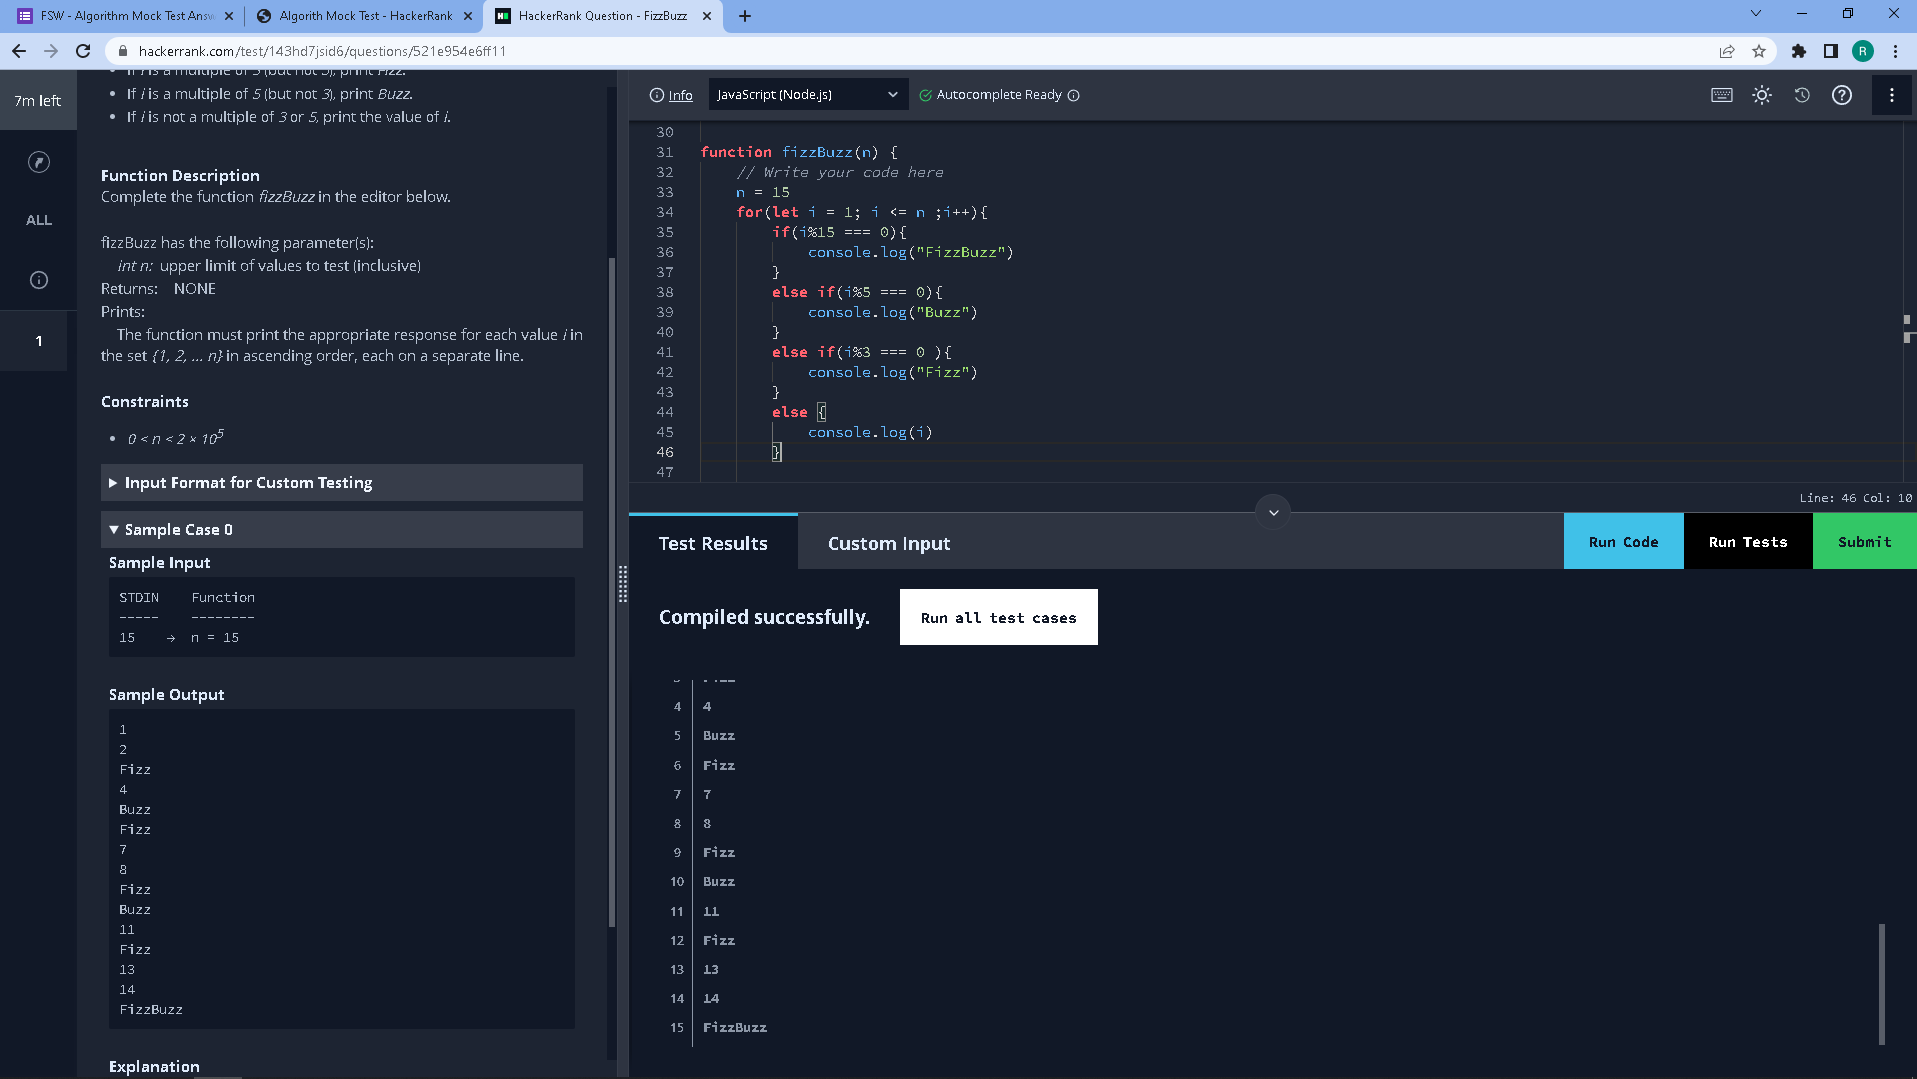 FSW - Algorithm Mock Test Answ
Algorith Mock Test - HackerRank
HackerRank Question - FizzBuzz
hackerrank.com/test/143hd7jsid6/questions/521e954e6ff11
R
7m left
ALL
1
If i is a multiple of 3 (but not 5), print Fizz.
If i is a multiple of 5 (but not 3), print Buzz.
If i is not a multiple of 3 or 5, print the value of i.
Function Description
Complete the function fizzBuzz in the editor below.
fizzBuzz has the following parameter(s):
int n: upper limit of values to test (inclusive)
Returns: NONE
Prints:
The function must print the appropriate response for each value i in
the set {1, 2, ... n} in ascending order, each on a separate line.
Constraints
0 < n < 2 × 10^5
Input Format for Custom Testing
Sample Case 0
Sample Input
STDIN Function
----- --------
15 → n = 15
Sample Output
1
2
Fizz
4
Buzz
Fizz
7
8
Fizz
Buzz
11
Fizz
13
14
FizzBuzz
Explanation
Info
JavaScript (Node.js)
Autocomplete Ready
30
31 function fizzBuzz(n) {
32 // Write your code here
33 n = 15
34 for(let i = 1; i <= n ;i++){
35 if(i%15 === 0){
36 console.log("FizzBuzz")
37 }
38 else if(i%5 === 0){
39 console.log("Buzz")
40 }
41 else if(i%3 === 0 ){
42 console.log("Fizz")
43 }
44 else {
45 console.log(i)
46 }
47
Line: 46 Col: 10
Test Results
Custom Input
Run Code
Run Tests
Submit
Compiled successfully.
Run all test cases
3 Fizz
4 4
5 Buzz
6 Fizz
7 7
8 8
9 Fizz
10 Buzz
11 11
12 Fizz
13 13
14 14
15 FizzBuzz